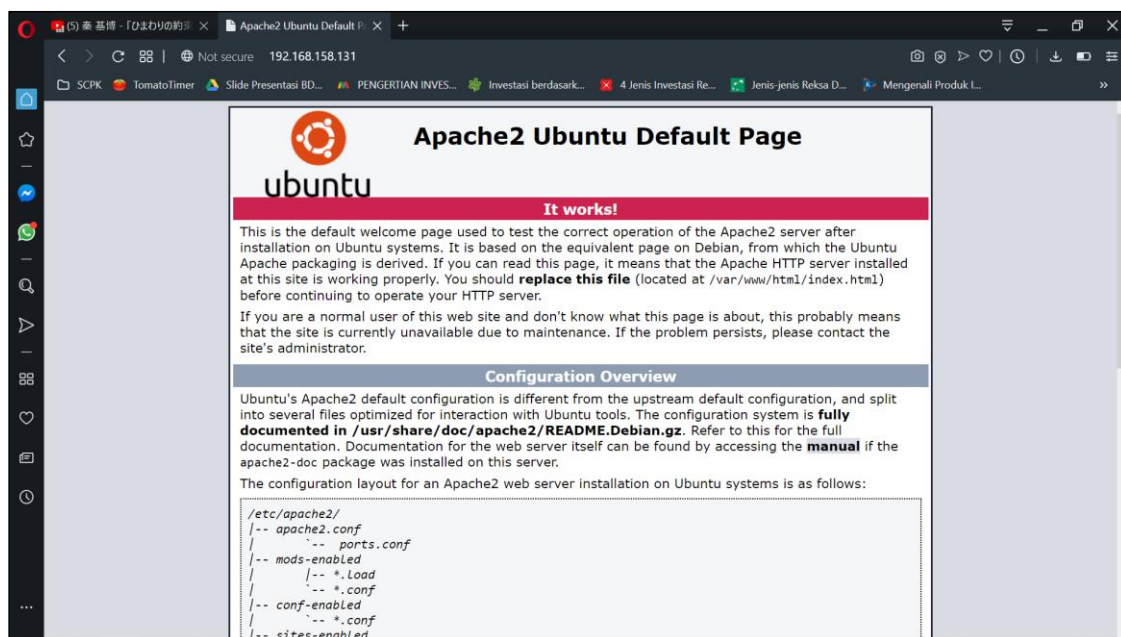 (5) 秦 基博 - 「ひまわりの約束
Apache2 Ubuntu Default P
Not secure 192.168.158.131
SCPK TomatoTimer Slide Presentasi BD... PENGERTIAN INVES... Investasi berdasark... 4 Jenis Investasi Re... Jenis-jenis Reksa D... Mengenali Produk I... »
ubuntu
Apache2 Ubuntu Default Page
It works!
This is the default welcome page used to test the correct operation of the Apache2 server after
installation on Ubuntu systems. It is based on the equivalent page on Debian, from which the Ubuntu
Apache packaging is derived. If you can read this page, it means that the Apache HTTP server installed
at this site is working properly. You should replace this file (located at /var/www/html/index.html)
before continuing to operate your HTTP server.
If you are a normal user of this web site and don't know what this page is about, this probably means
that the site is currently unavailable due to maintenance. If the problem persists, please contact the
site's administrator.
Configuration Overview
Ubuntu's Apache2 default configuration is different from the upstream default configuration, and split
into several files optimized for interaction with Ubuntu tools. The configuration system is fully
documented in /usr/share/doc/apache2/README.Debian.gz. Refer to this for the full
documentation. Documentation for the web server itself can be found by accessing the manual if the
apache2-doc package was installed on this server.
The configuration layout for an Apache2 web server installation on Ubuntu systems is as follows:
/etc/apache2/
|-- apache2.conf
|       `--  ports.conf
|-- mods-enabled
|       |-- *.load
|       `-- *.conf
|-- conf-enabled
|       `-- *.conf
|-- sites-enabled